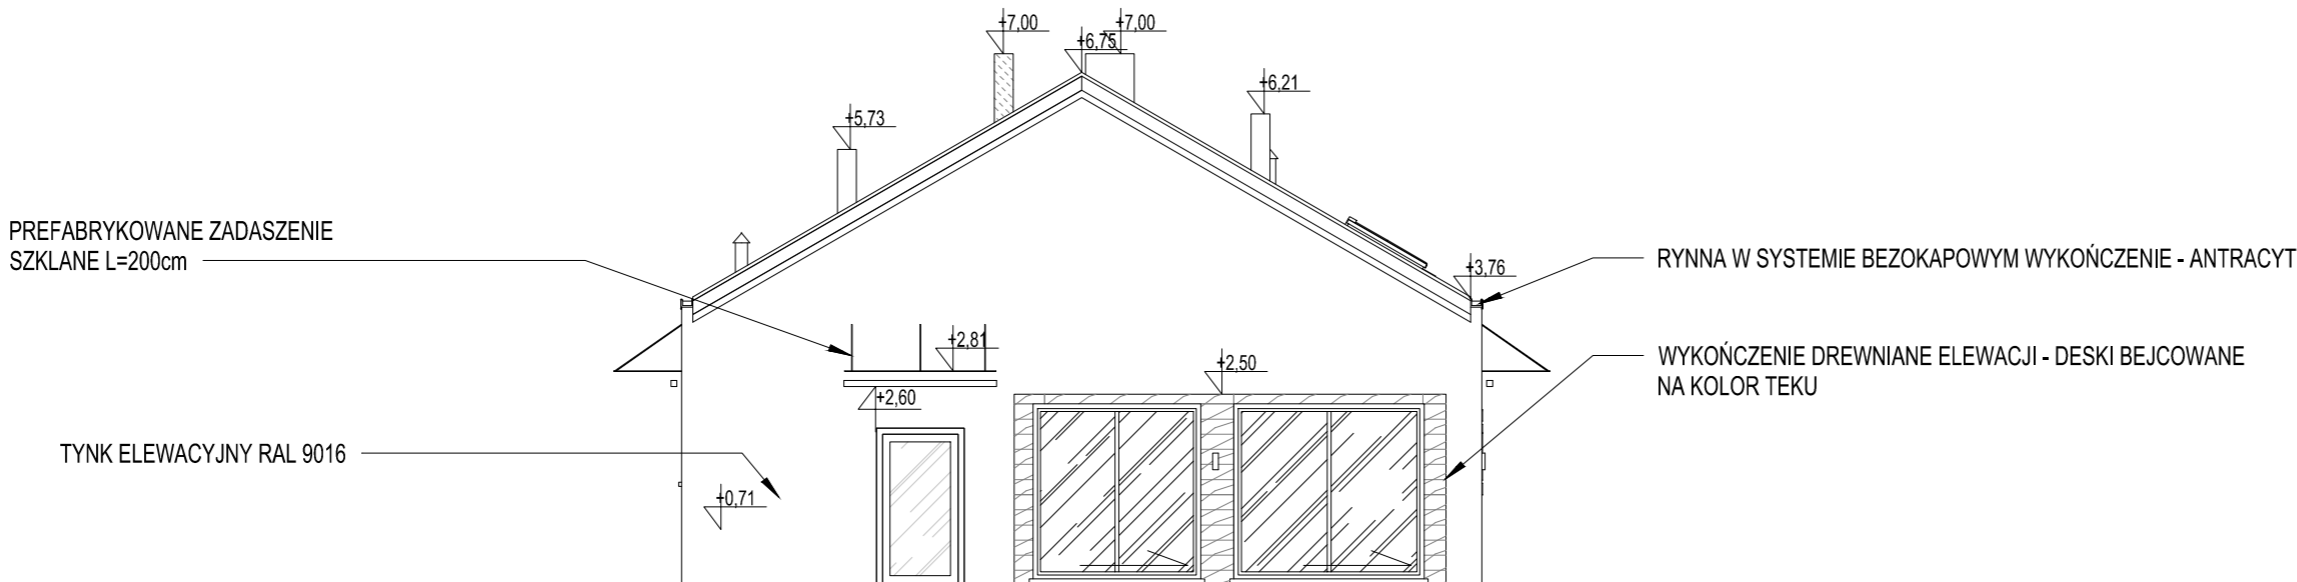 +7,00
+7,00
+6,75
+6,21
+5,73
PREFABRYKOWANE ZADASZENIE
SZKLANE L=200cm
RYNNA W SYSTEMIE BEZOKAPOWYM WYKOŃCZENIE - ANTRACYT
+3,76
+2,81
+2,50
WYKOŃCZENIE DREWNIANE ELEWACJI - DESKI BEJCOWANE
NA KOLOR TEKU
+2,60
TYNK ELEWACYJNY RAL 9016
+0,71